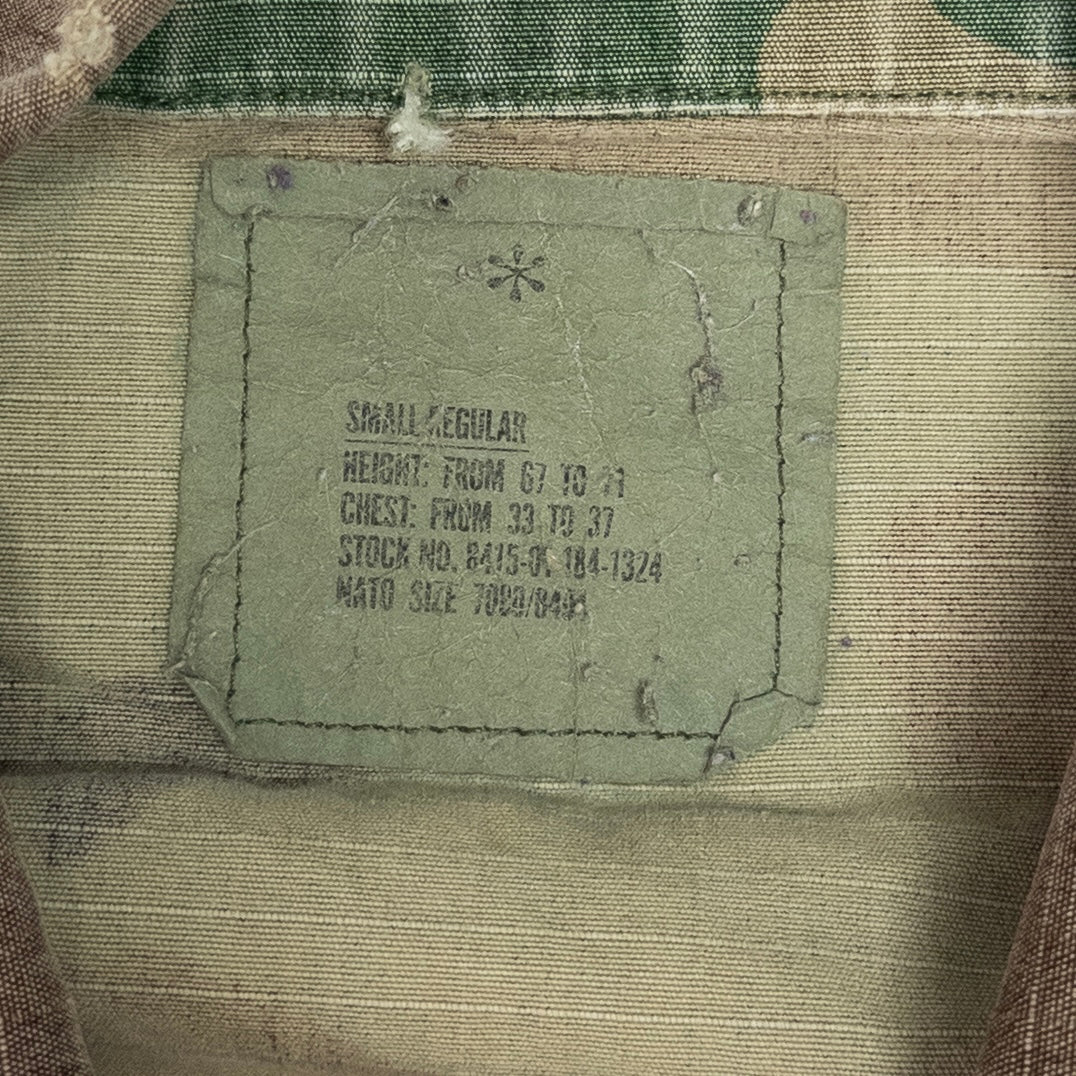 SMALL-REGULAR
HEIGHT: FROM 67 TO 71
CHEST: FROM 33 TO 37
STOCK NO. 8415-01-184-1324
NATO SIZE